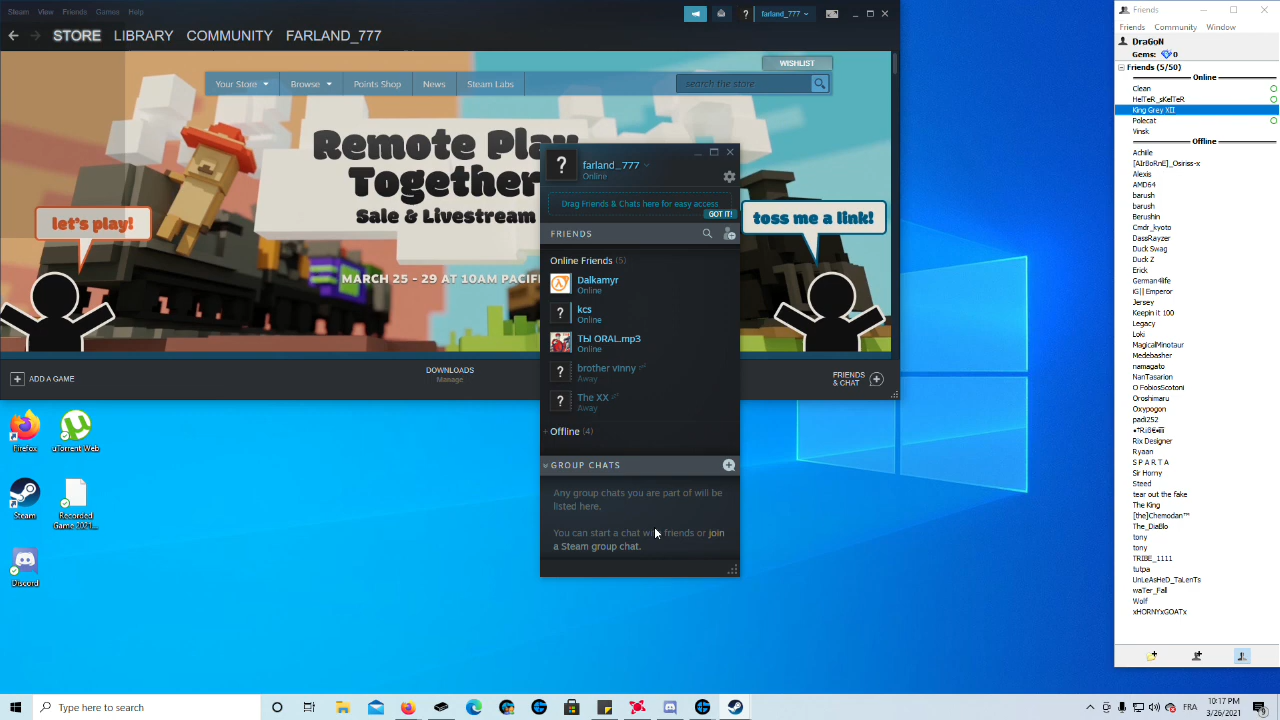 Steam View Friends Games Help
farland_777
STORE LIBRARY COMMUNITY FARLAND_777
WISHLIST
Your Store Browse Points Shop News Steam Labs
search the store
Remote Play
Together
Sale & Livestream
MARCH 25 - 29 AT 10AM PACIFI
let's play!
toss me a link!
ADD A GAME
DOWNLOADS
Manage
FRIENDS
& CHAT
farland_777
Online
Drag Friends & Chats here for easy access
GOT IT!
FRIENDS
Online Friends (5)
Dalkamyr
Online
kcs
Online
ТЫ ORAL.mp3
Online
brother vinny
Away
The XX
Away
Offline (4)
GROUP CHATS
Any group chats you are part of will be
listed here.
You can start a chat with friends or join
a Steam group chat.
Friends
Friends Community Window
DraGoN
Gems: 0
Friends (5/50)
Online
Clean
HelTeR_sKelTeR
King Grey XII
Polecat
Vinsk
Offline
Achille
[AIr8oRnE]_Osiriss-x
Alexis
AMD64
barush
barush
Berushin
Cmdr_kyoto
DassRayzer
Duck Swag
Duck Z
Erick
German4life
IG|| Emperor
Jersey
Keepin it 100
Legacy
Loki
MagicalMinotaur
Medebasher
namagato
NanTasarion
O FobiosScotoni
Oroshimaru
Oxypogon
padi252
Rix Designer
Ryaan
S P A R T A
Sir Horny
Steed
tear out the fake
The King
[the]Chemodan™
The_DiaBlo
tony
tony
TRIBE_1111
tutpa
UnLeAsHeD_TaLenTs
waTer_Fall
Wolf
xHORNYxGOATx
Firefox
uTorrent Web
Steam
Recorded
Game 2021...
Discord
Type here to search
FRA
10:17 PM
3/26/2021